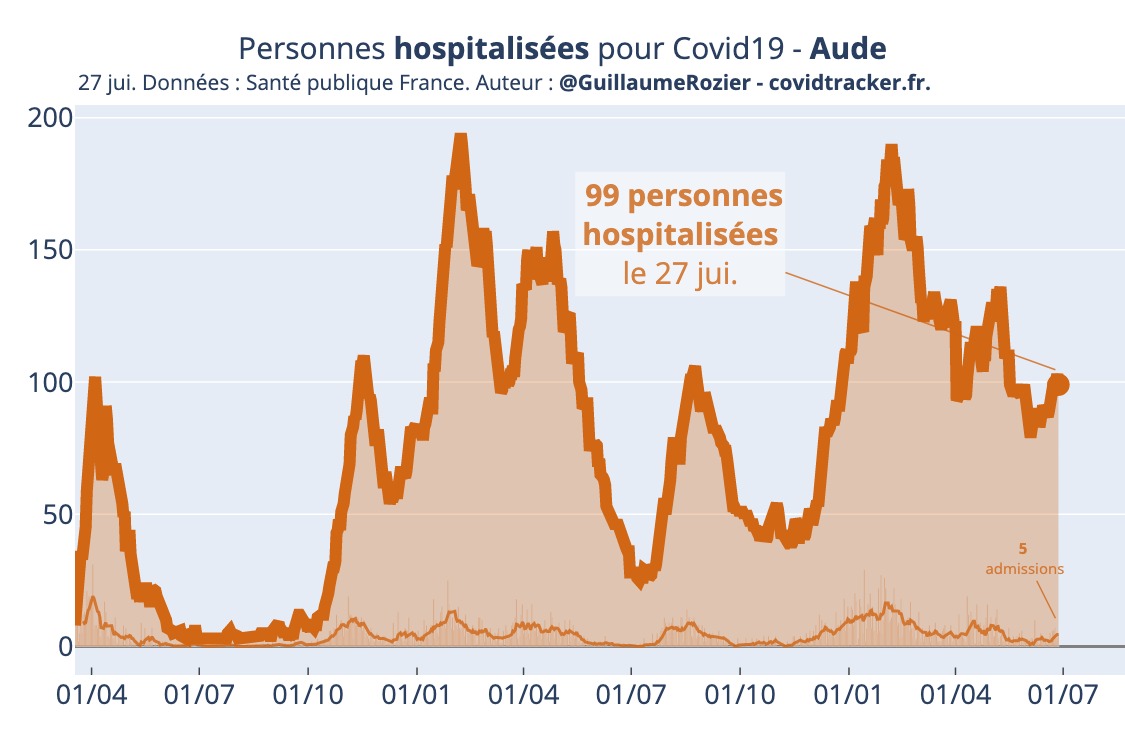 Personnes hospitalisées pour Covid19 - Aude
27 jui. Données : Santé publique France. Auteur : @GuillaumeRozier - covidtracker.fr.
200
150
100
50
0
99 personnes
hospitalisées
le 27 jui.
5
admissions
01/04 01/07 01/10 01/01 01/04 01/07 01/10 01/01 01/04 01/07